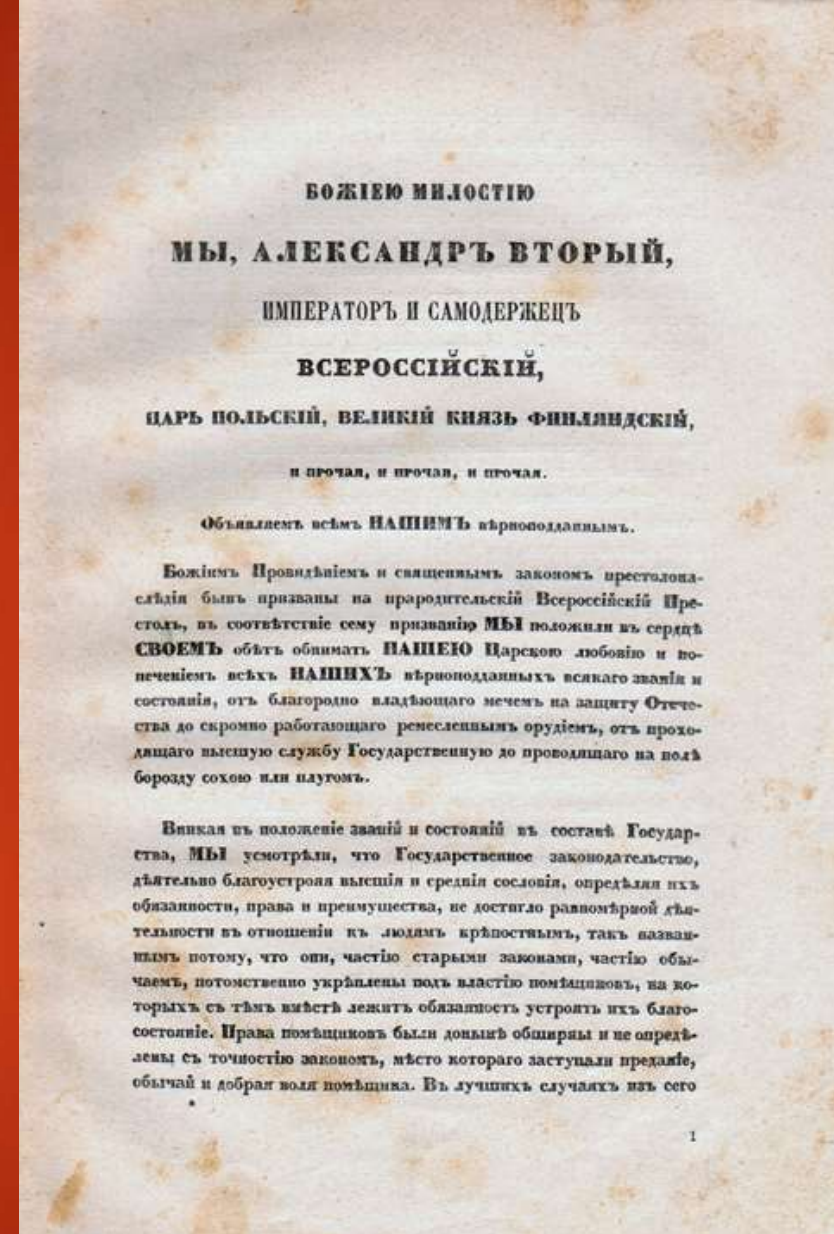 БОЖІЕЮ МИЛОСТІЮ
МЫ, АЛЕКСАНДРЪ ВТОРЫЙ,
ИМПЕРАТОРЪ И САМОДЕРЖЕЦЪ
ВСЕРОССІЙСКІЙ,
ЦАРЬ ПОЛЬСКІЙ, ВЕЛИКІЙ КНЯЗЬ ФИНЛЯНДСКІЙ,
и прочая, и прочая, и прочая.
Объявляемъ всѣмъ НАШИМЪ вѣрноподданнымъ.
Божіимъ Провидѣніемъ и священнымъ закономъ престолона-
слѣдія бывъ призваны на прародительскій Всероссійскій Пре-
столъ, въ соотвѣтствіе сему призванію МЫ положили въ сердцѣ
СВОЕМЪ обѣтъ обнимать НАШЕЮ Царскою любовію и по-
печеніемъ всѣхъ НАШИХЪ вѣрноподданныхъ всякаго званія и
состоянія, отъ благородно владѣющаго мечемъ на защиту Отече-
ства до скромно работающаго ремесленнымъ орудіемъ, отъ прохо-
дящаго высшую службу Государственную до проводящаго на полѣ
борозду сохою или плугомъ.
Вникая въ положеніе званій и состояній въ составѣ Государ-
ства, МЫ усмотрѣли, что Государственное законодательство,
дѣятельно благоустрояя высшія и среднія сословія, опредѣляя ихъ
обязанности, права и преимущества, не достигло равномѣрной дѣя-
тельности въ отношеніи къ людямъ крѣпостнымъ, такъ назван-
нымъ потому, что они, частію старыми законами, частію обы-
чаемъ, потомственно укрѣплены подъ властію помѣщиковъ, на ко-
торыхъ съ тѣмъ вмѣстѣ лежитъ обязанность устроять ихъ благо-
состояніе. Права помѣщиковъ были донынѣ обширны и не опредѣ-
лены съ точностію закономъ, мѣсто котораго заступали преданіе,
обычай и добрая воля помѣщика. Въ лучшихъ случаяхъ изъ сего
1